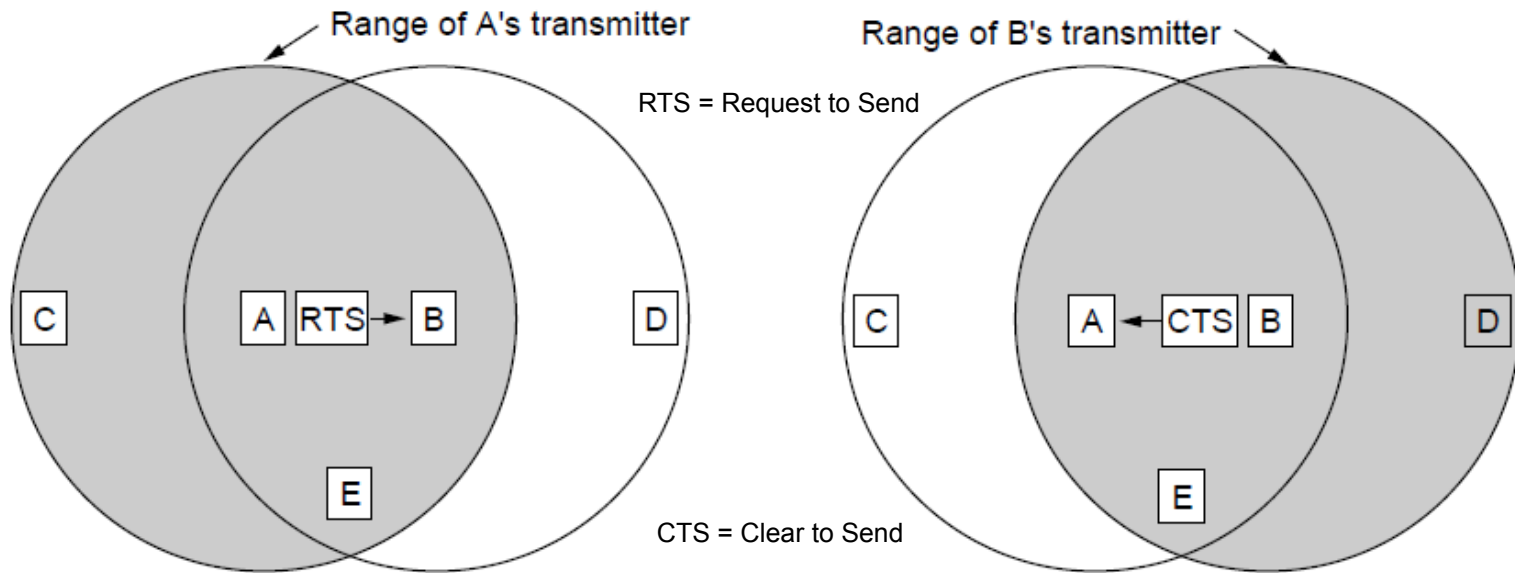 Range of A's transmitter
Range of B's transmitter
RTS = Request to Send
C
A
RTS
B
D
C
A
CTS
B
D
E
E
CTS = Clear to Send